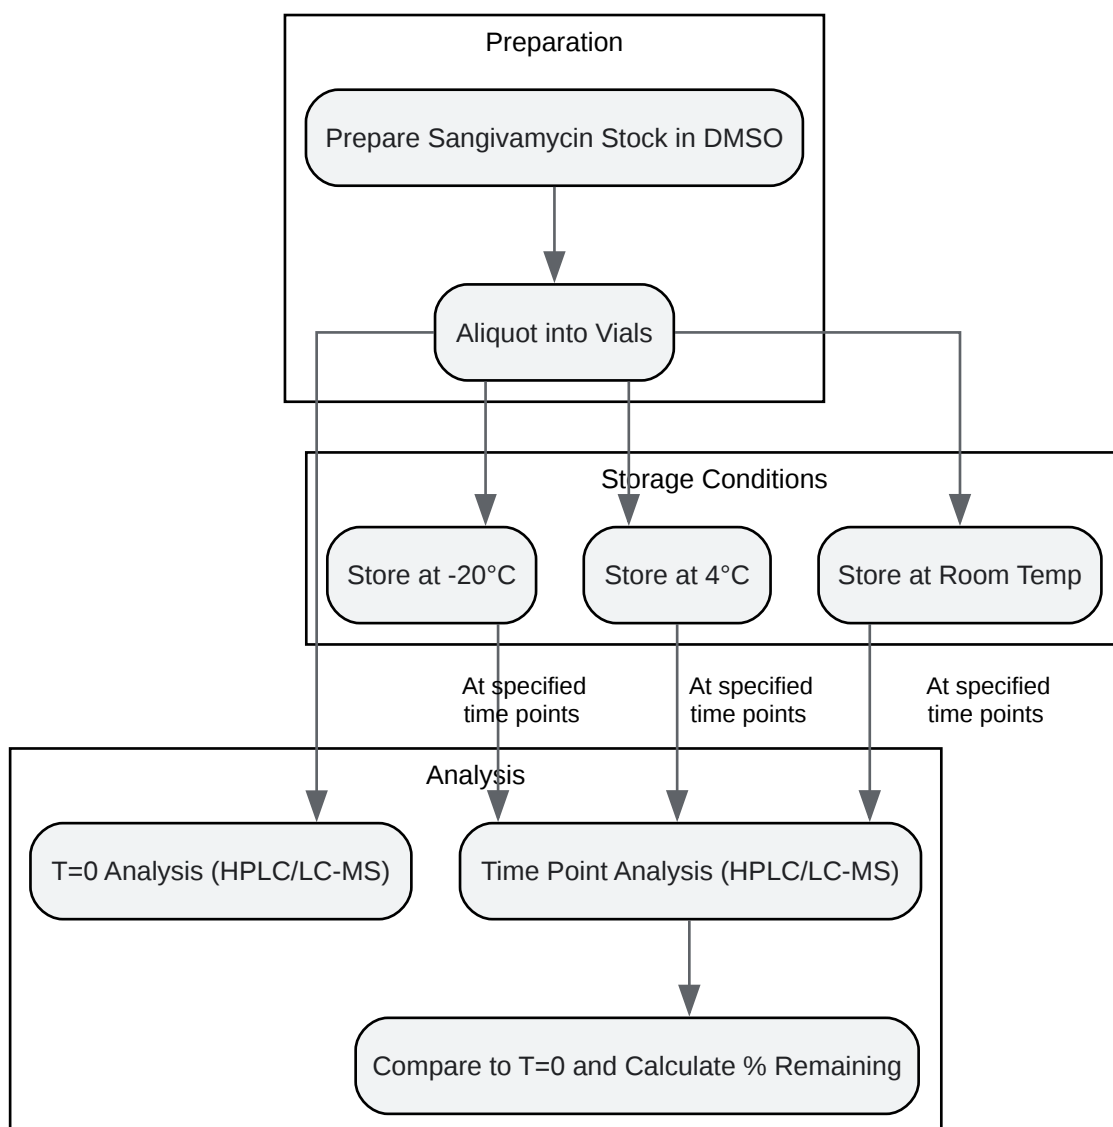 Preparation
Prepare Sangivamycin Stock in DMSO
Aliquot into Vials
Storage Conditions
Store at -20°C
Store at 4°C
Store at Room Temp
At specified
time points
At specified
time points
At specified
time points
Analysis
T=0 Analysis (HPLC/LC-MS)
Time Point Analysis (HPLC/LC-MS)
Compare to T=0 and Calculate % Remaining